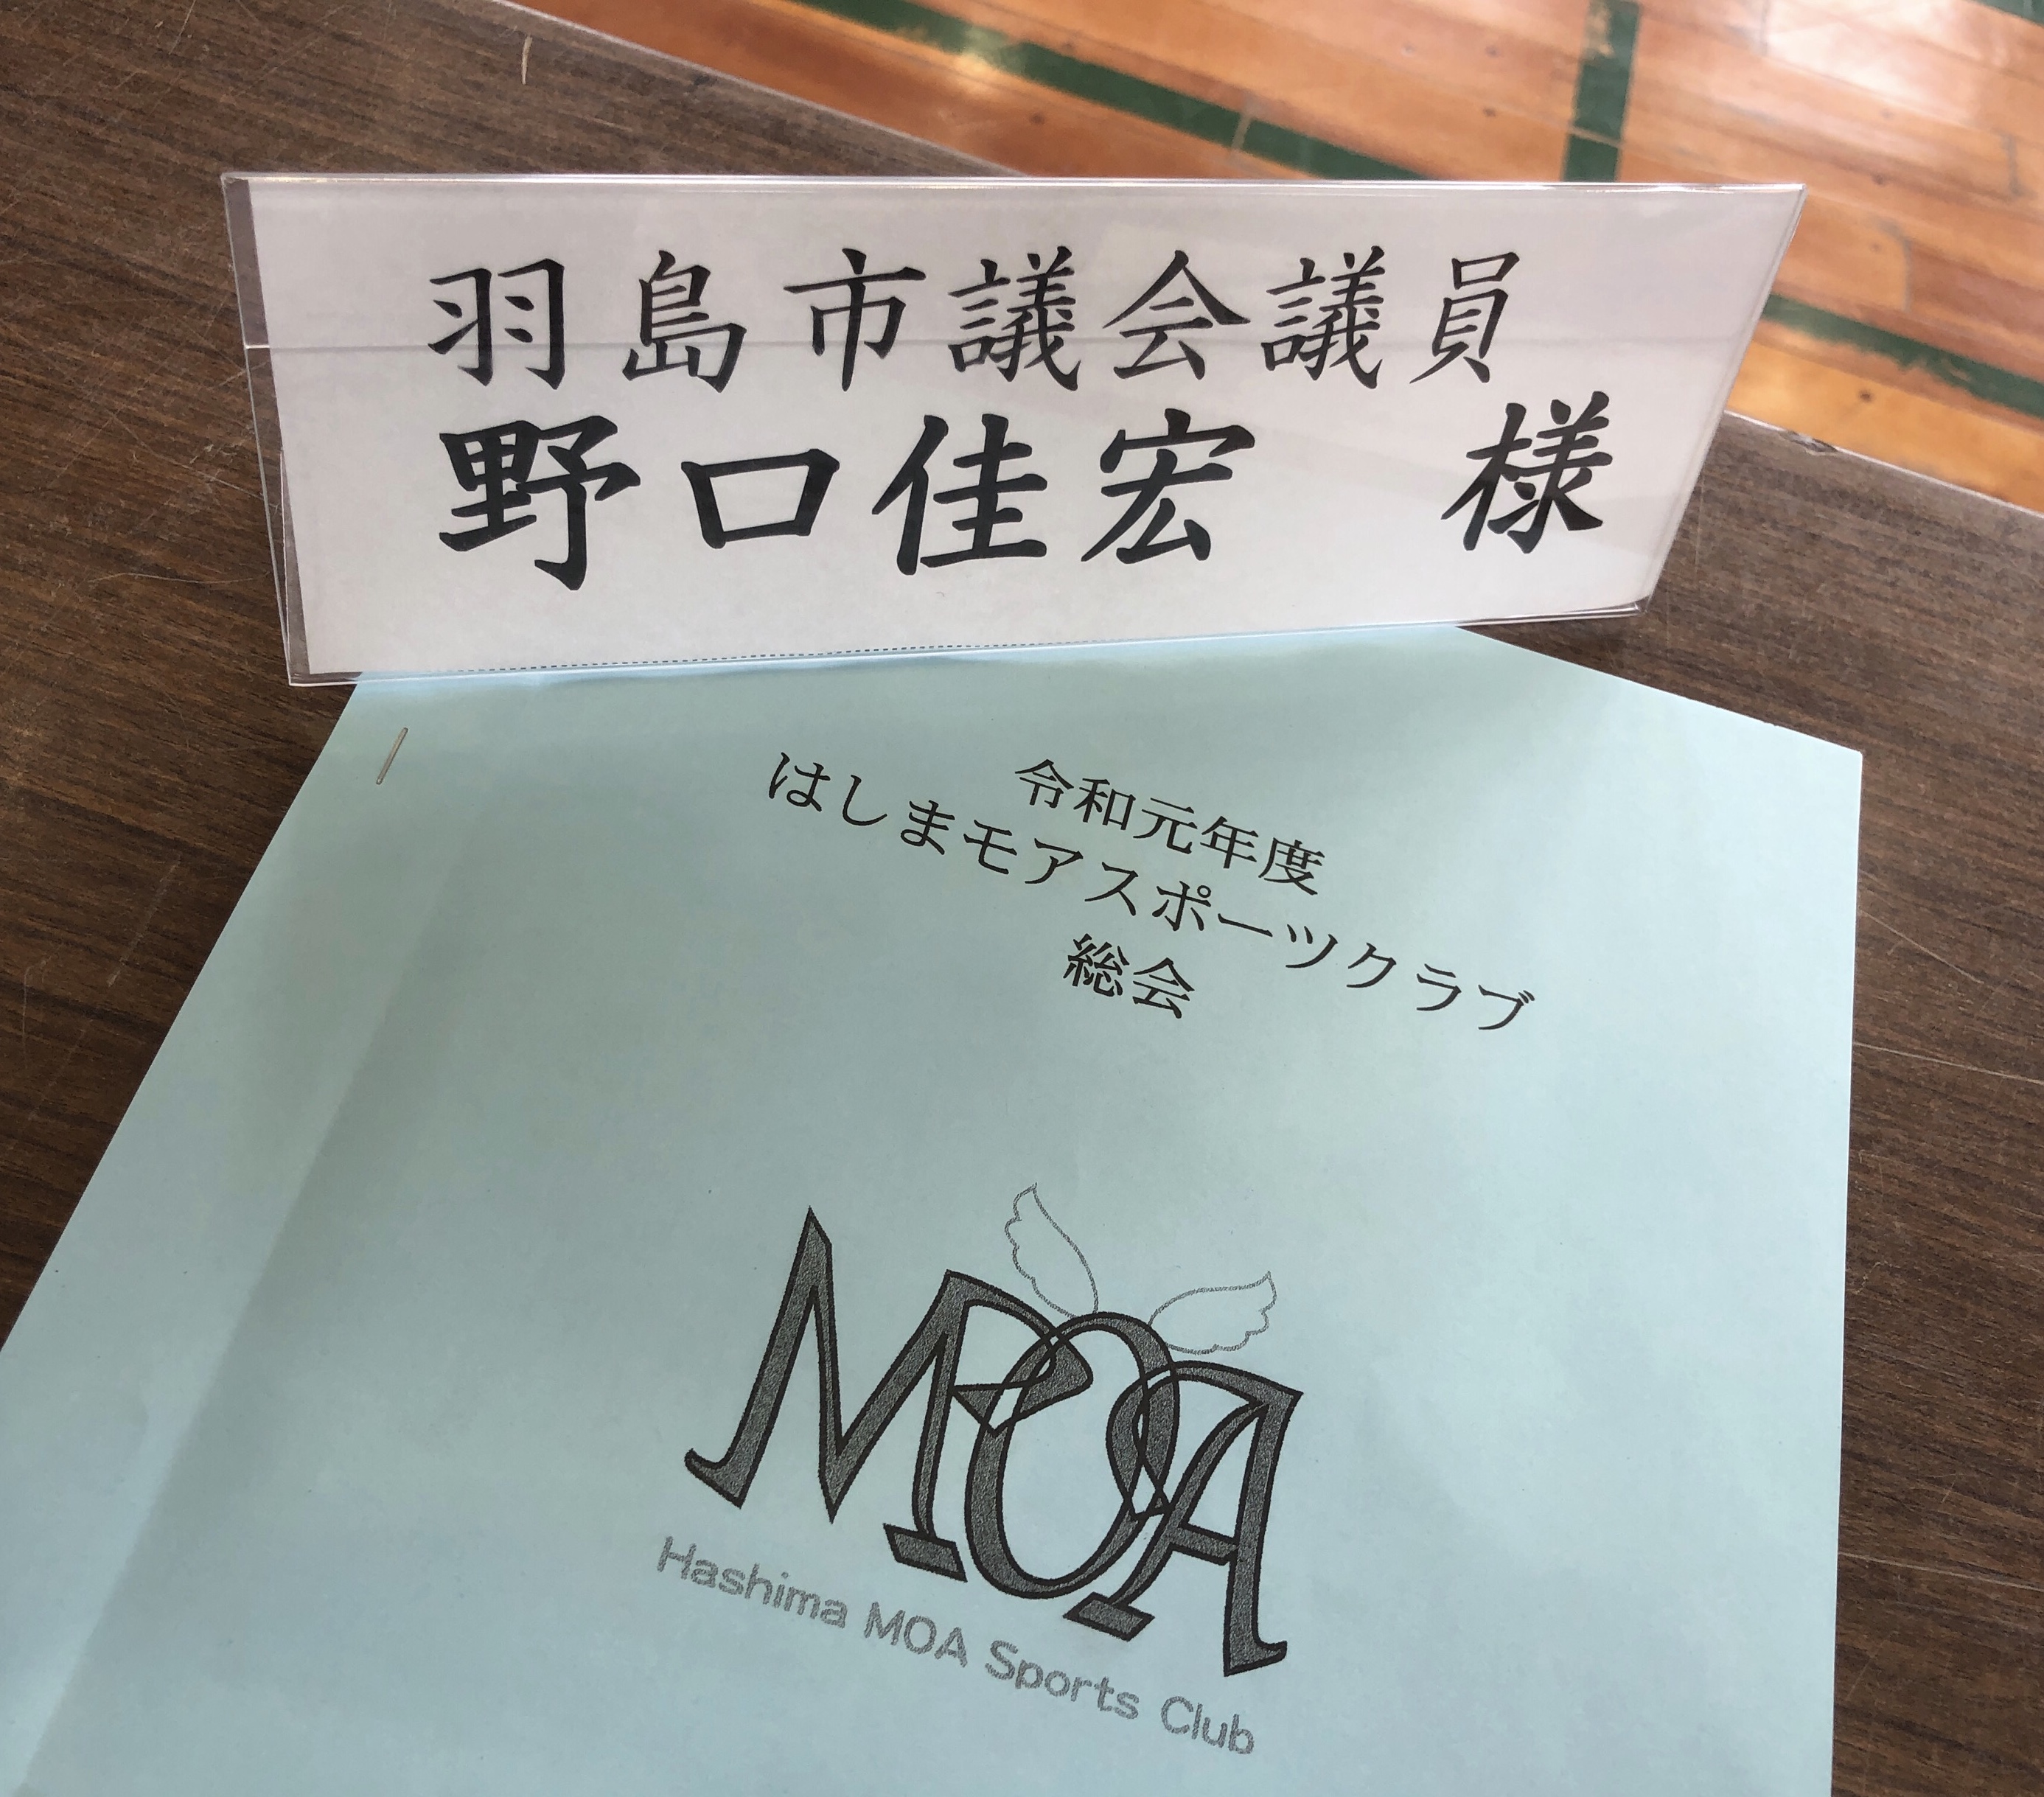 羽島市議会議員
野口佳宏 様
令和元年度
はしまモアスポーツクラブ
総会
MOA
Hashima MOA Sports Club